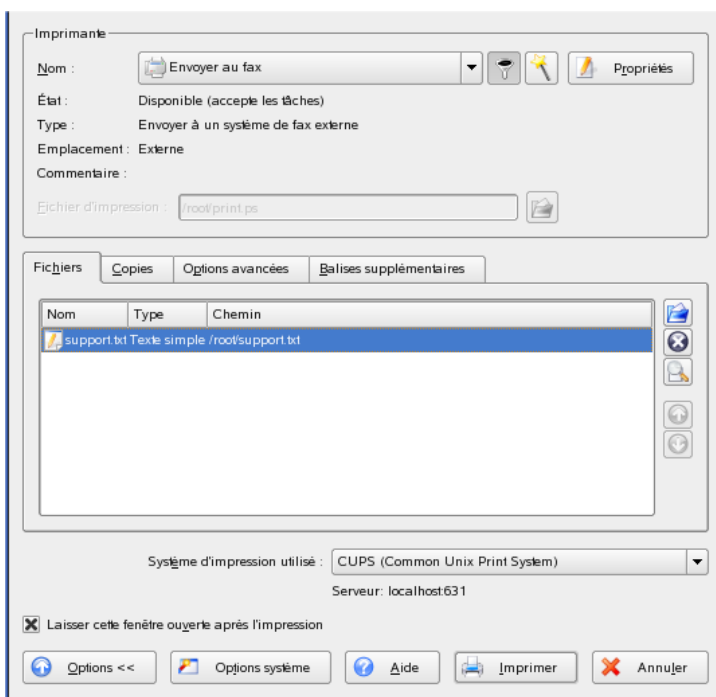 Imprimante
Nom : Envoyer au fax Propriétés
État : Disponible (accepte les tâches)
Type : Envoyer à un système de fax externe
Emplacement : Externe
Commentaire :
Fichier d'impression : /root/print.ps
Fichiers Copies Options avancées Balises supplémentaires
Nom Type Chemin
support.txt Texte simple /root/support.txt
Système d'impression utilisé : CUPS (Common Unix Print System)
Serveur: localhost:631
Laisser cette fenêtre ouverte après l'impression
Options << Options système Aide Imprimer Annuler